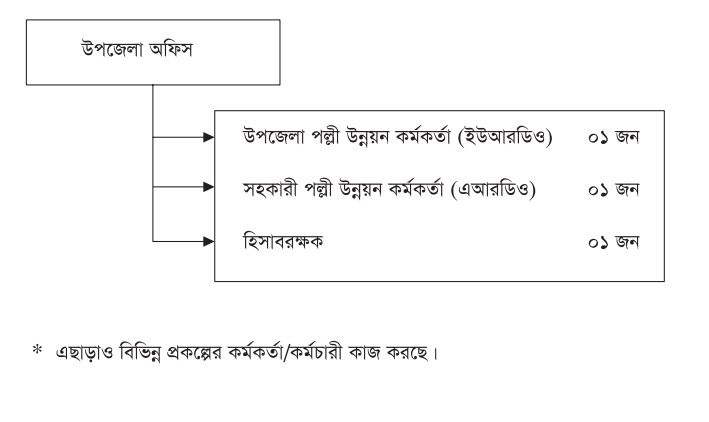 উপজেলা অফিস
উপজেলা পল্লী উন্নয়ন কর্মকর্তা (ইউআরডিও) ০১ জন
সহকারী পল্লী উন্নয়ন কর্মকর্তা (এআরডিও) ০১ জন
হিসাবরক্ষক ০১ জন
* এছাড়াও বিভিন্ন প্রকল্পের কর্মকর্তা/কর্মচারী কাজ করছে।